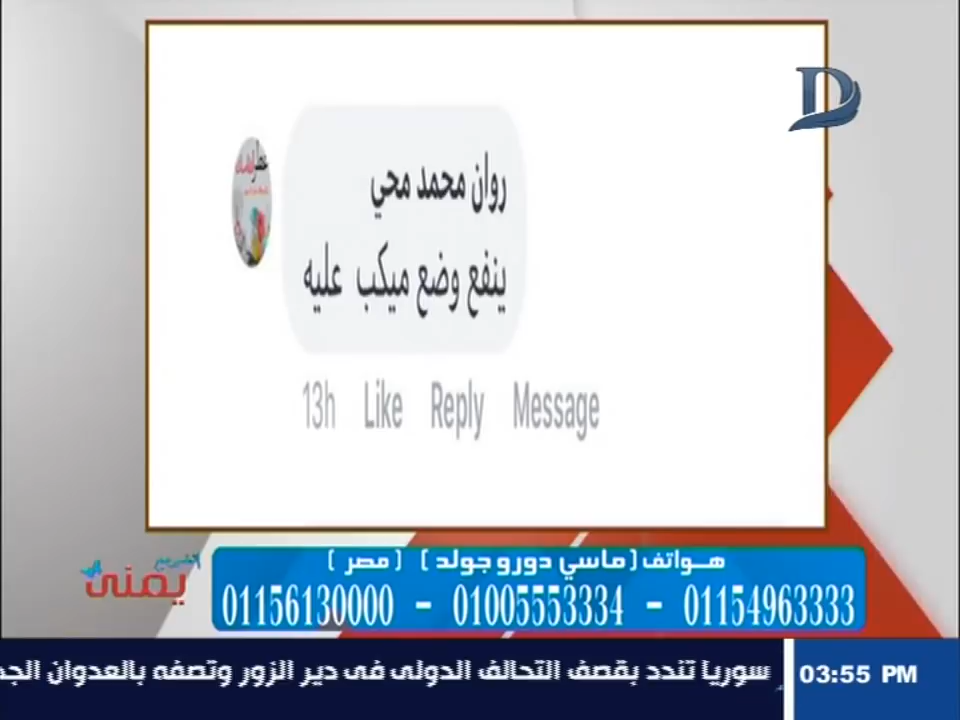 D
روان محمد محي
ينفع وضع ميكب عليه
13h Like Reply Message
يمنى
هـواتف ( ماسي دورو جولد ) ( مصر )
01156130000 - 01005553334 - 01154963333
سوريا تندد بقصف التحالف الدولى فى دير الزور وتصفه بالعدوان
03:55 PM